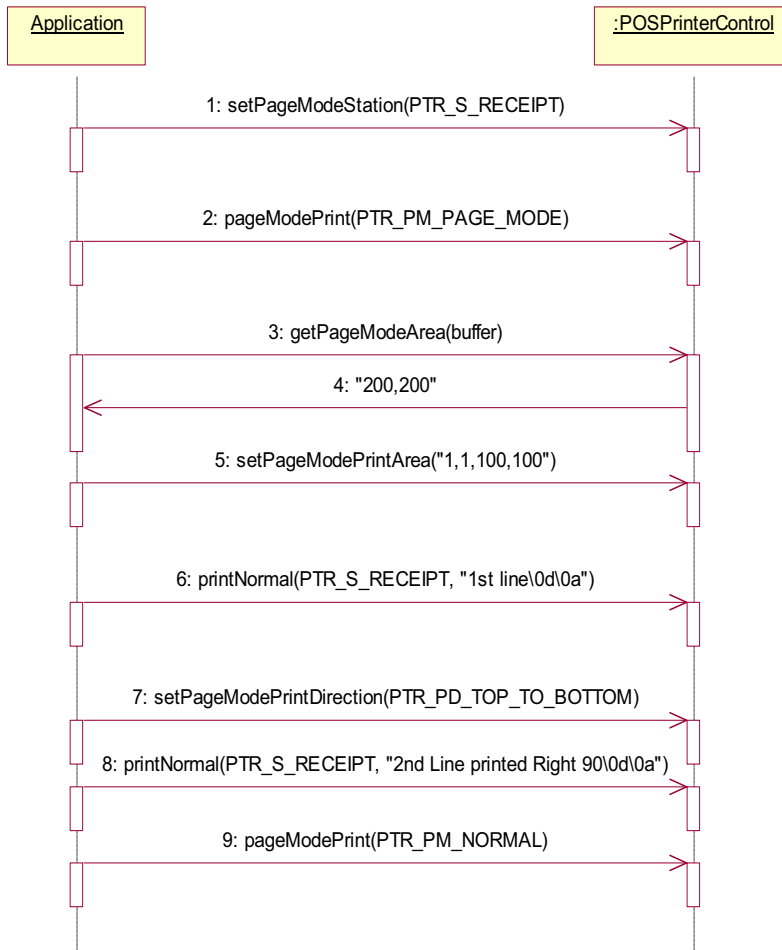 Application
:POSPrinterControl
1: setPageModeStation(PTR_S_RECEIPT)
2: pageModePrint(PTR_PM_PAGE_MODE)
3: getPageModeArea(buffer)
4: "200,200"
5: setPageModePrintArea("1,1,100,100")
6: printNormal(PTR_S_RECEIPT, "1st line\0d\0a")
7: setPageModePrintDirection(PTR_PD_TOP_TO_BOTTOM)
8: printNormal(PTR_S_RECEIPT, "2nd Line printed Right 90\0d\0a")
9: pageModePrint(PTR_PM_NORMAL)